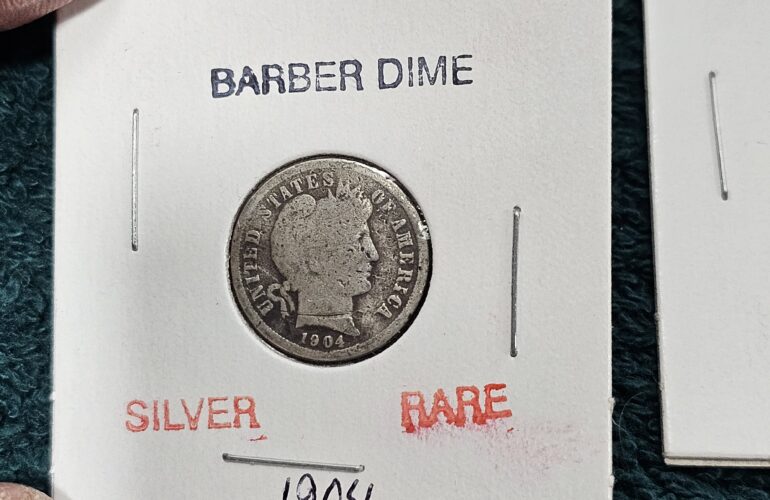 BARBER DIME
UNITED STATES OF AMERICA
1904
SILVER RARE
1904